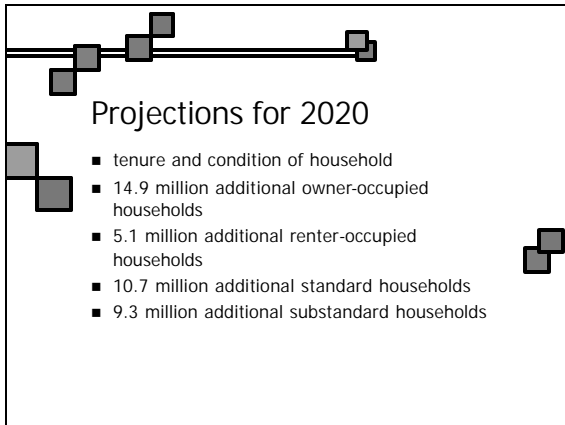 Projections for 2020
■ tenure and condition of household
■ 14.9 million additional owner-occupied
households
■ 5.1 million additional renter-occupied
households
■ 10.7 million additional standard households
■ 9.3 million additional substandard households